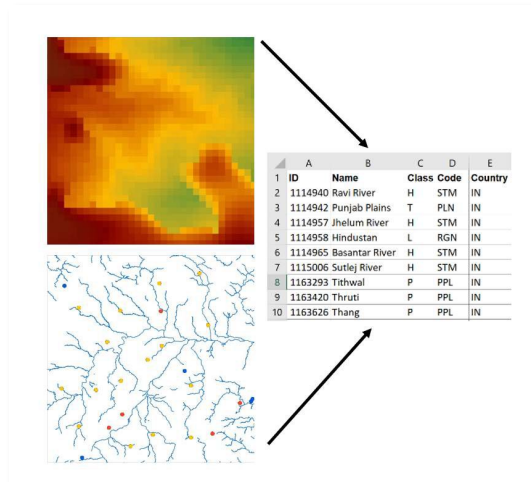 A B C D E
1 ID Name Class Code Country
2 1114940 Ravi River H STM IN
3 1114942 Punjab Plains T PLN IN
4 1114957 Jhelum River H STM IN
5 1114958 Hindustan L RGN IN
6 1114965 Basantar River H STM IN
7 1115006 Sutlej River H STM IN
8 1163293 Tithwal P PPL IN
9 1163420 Thruti P PPL IN
10 1163626 Thang P PPL IN